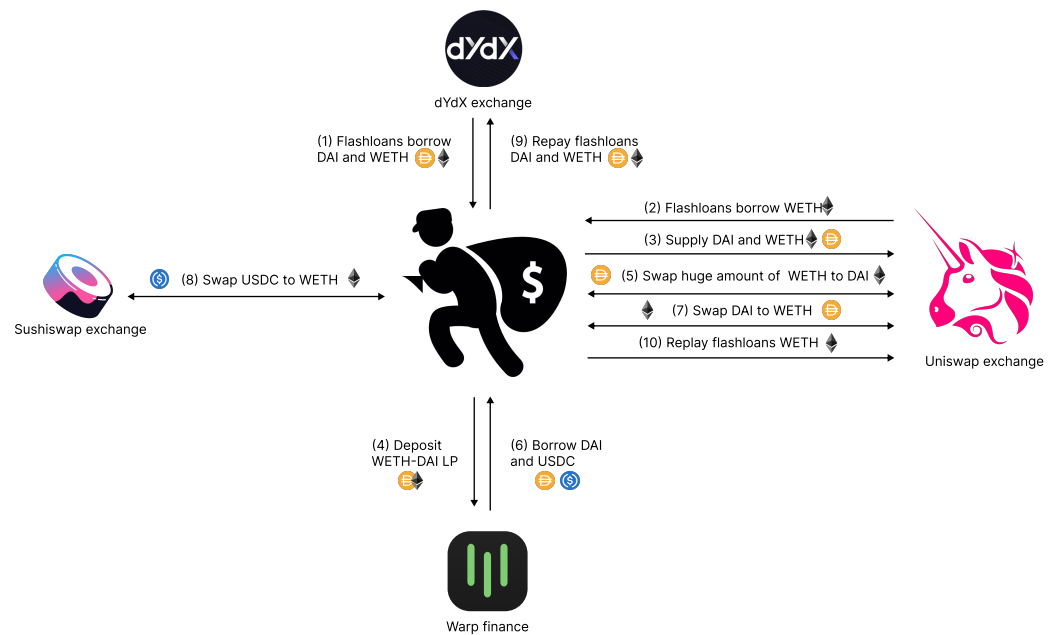 dYdX
dYdX exchange
(1) Flashloans borrow
DAI and WETH
(9) Repay flashloans
DAI and WETH
(2) Flashloans borrow WETH
(3) Supply DAI and WETH
(5) Swap huge amount of WETH to DAI
(7) Swap DAI to WETH
(10) Replay flashloans WETH
Uniswap exchange
(8) Swap USDC to WETH
Sushiswap exchange
$
(4) Deposit
WETH-DAI LP
(6) Borrow DAI
and USDC
Warp finance